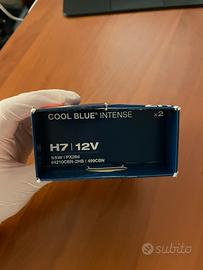 COOL BLUE® INTENSE x2
H7 | 12V
55W | PX26d
64210CBN-2HB | 499CBN
subito